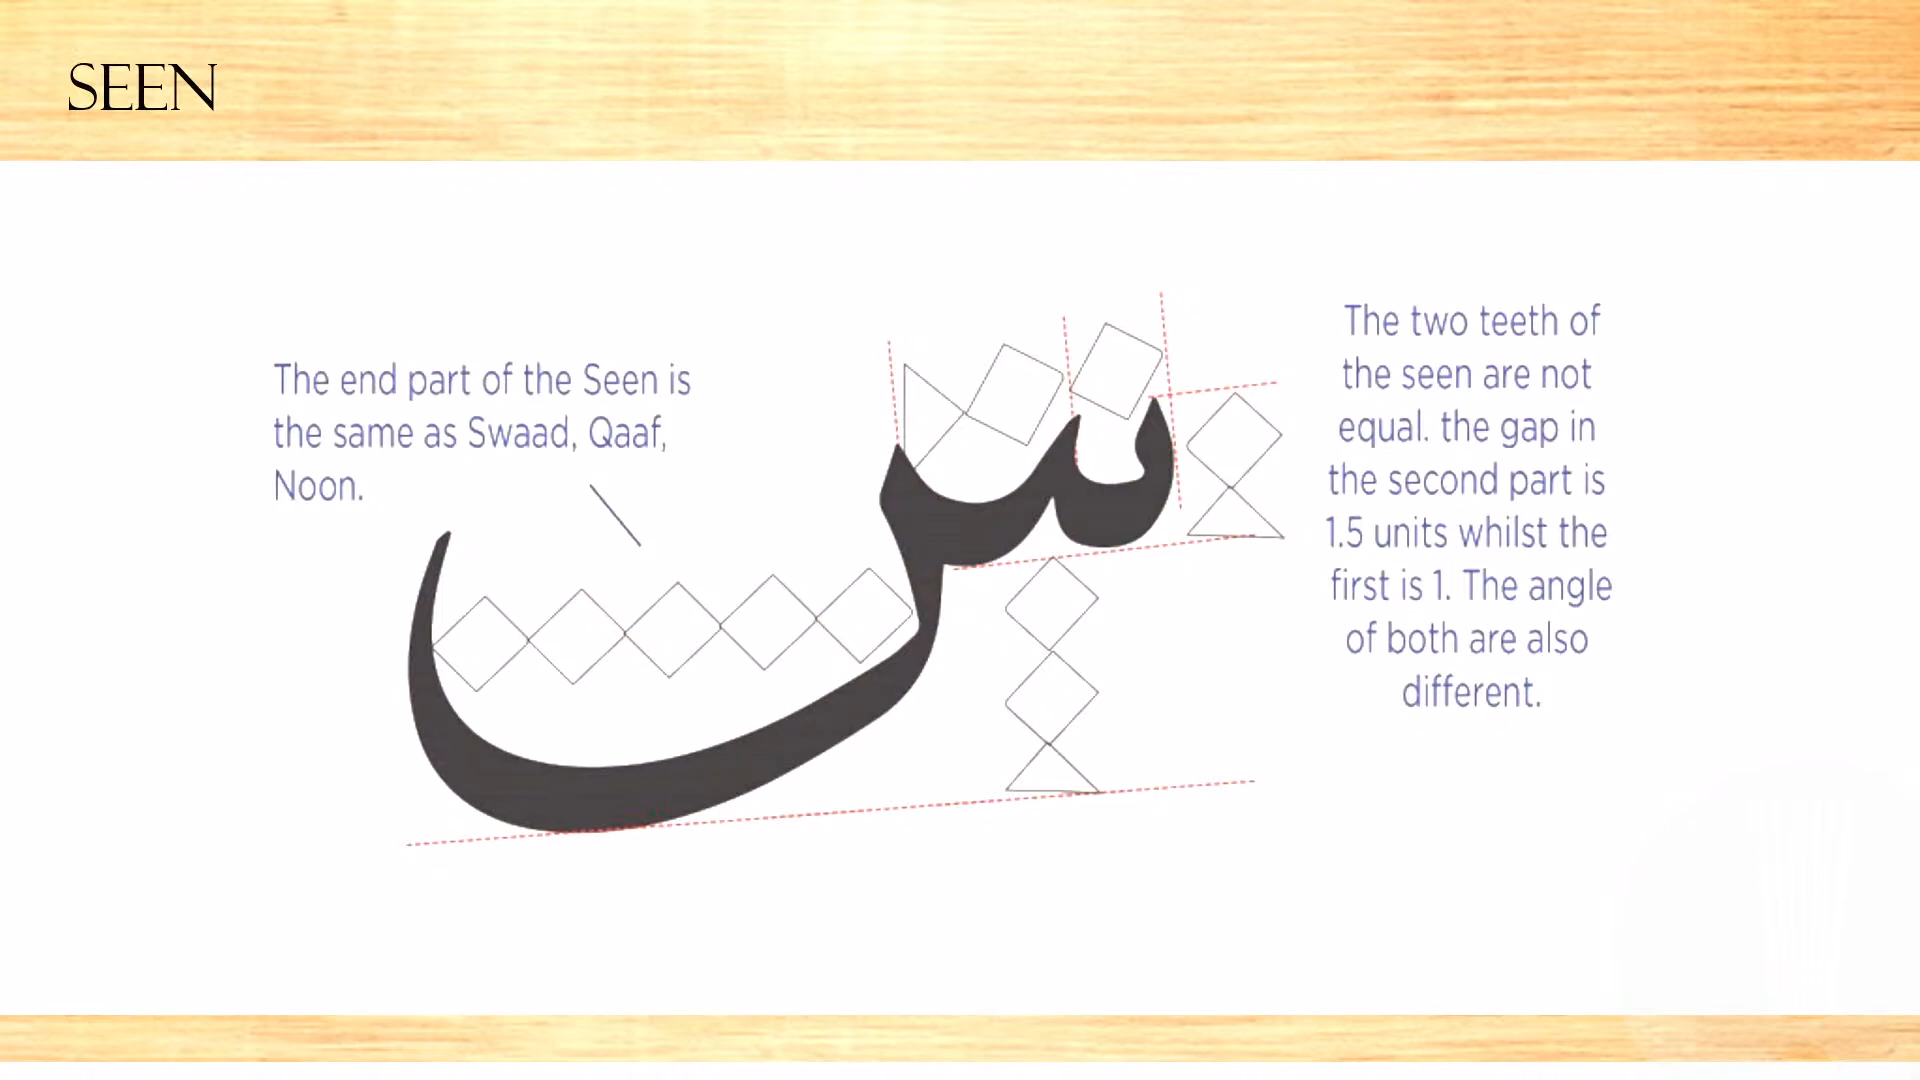 SEEN
The end part of the Seen is
the same as Swaad, Qaaf,
Noon.
س
The two teeth of
the seen are not
equal. the gap in
the second part is
1.5 units whilst the
first is 1. The angle
of both are also
different.